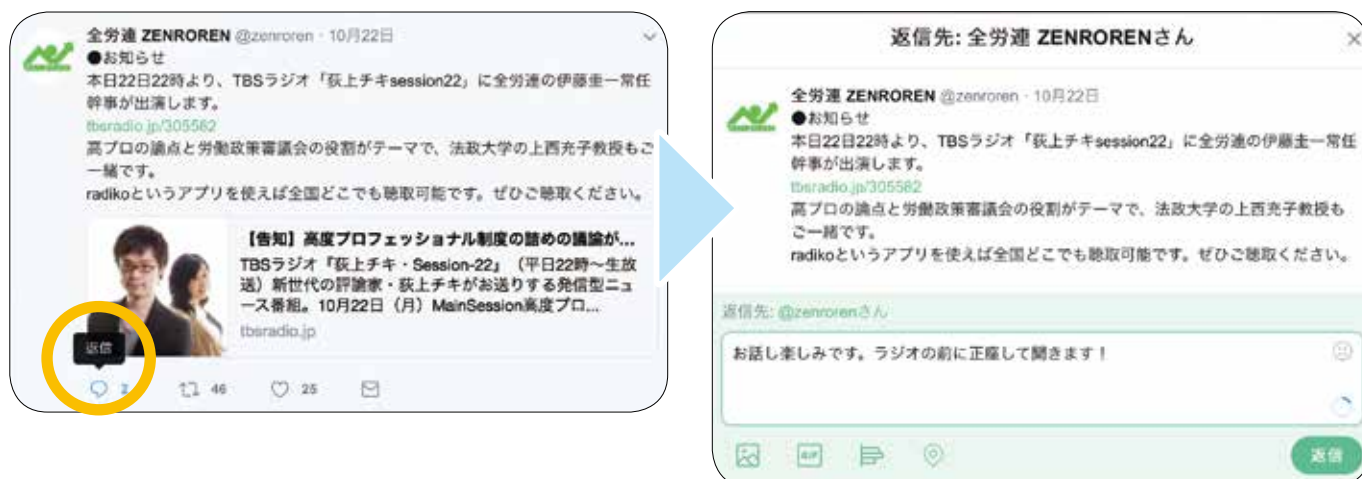 全労連 ZENROREN @zenroren · 10月22日
●お知らせ
本日22日22時より、TBSラジオ「荻上チキsession22」に全労連の伊藤圭一常任
幹事が出演します。
tbsradio.jp/305562
高プロの論点と労働政策審議会の役割がテーマで、法政大学の上西充子教授もご
一緒です。
radikoというアプリを使えば全国どこでも聴取可能です。ぜひご聴取ください。
【告知】高度プロフェッショナル制度の詰めの議論が...
TBSラジオ『荻上チキ・Session-22』（平日22時〜生放
送）新世代の評論家・荻上チキがお送りする発信型ニュ
ース番組。10月22日（月）MainSession高度プロ...
tbsradio.jp
返信
2 46 25
返信先: 全労連 ZENRORENさん
全労連 ZENROREN @zenroren · 10月22日
●お知らせ
本日22日22時より、TBSラジオ「荻上チキsession22」に全労連の伊藤圭一常任
幹事が出演します。
tbsradio.jp/305562
高プロの論点と労働政策審議会の役割がテーマで、法政大学の上西充子教授も
ご一緒です。
radikoというアプリを使えば全国どこでも聴取可能です。ぜひご聴取ください。
返信先: @zenrorenさん
お話し楽しみです。ラジオの前に正座して聞きます！
GIF
返信